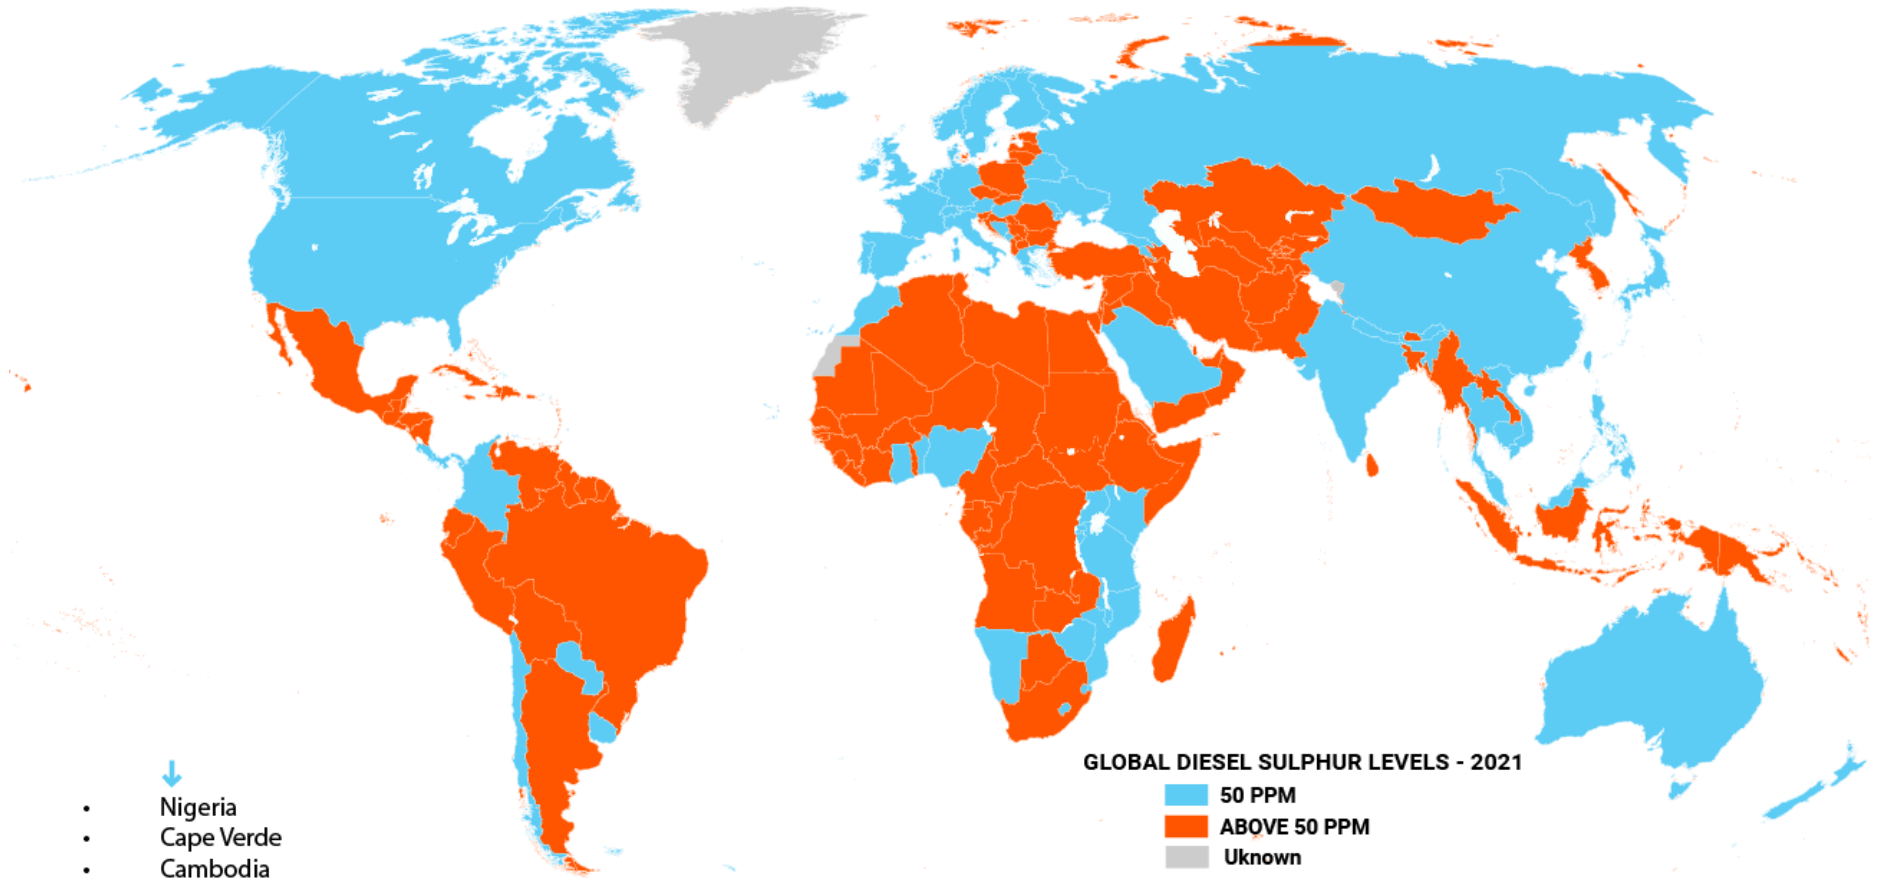 GLOBAL DIESEL SULPHUR LEVELS - 2021
50 PPM
ABOVE 50 PPM
Uknown
• Nigeria
• Cape Verde
• Cambodia